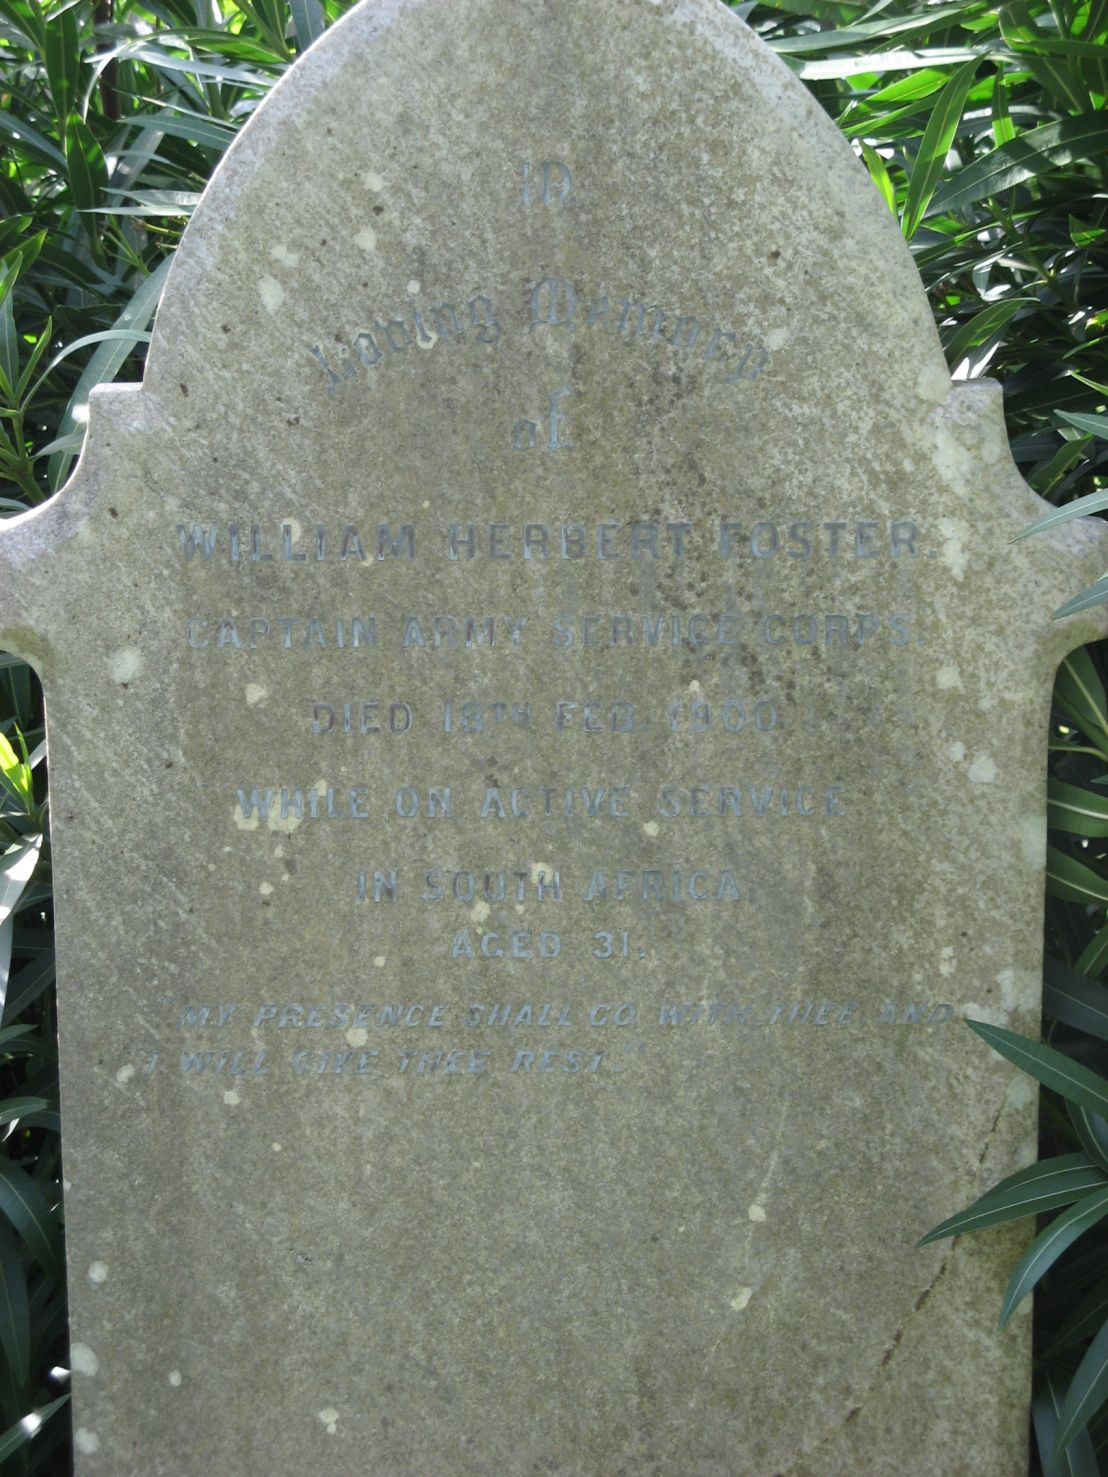 In
Loving Memory
of
WILLIAM HERBERT FOSTER.
CAPTAIN ARMY SERVICE CORPS.
DIED 18TH FEB. 1900
WHILE ON ACTIVE SERVICE
IN SOUTH AFRICA.
AGED 31.
"MY PRESENCE SHALL GO WITH THEE AND
I WILL GIVE THEE REST."